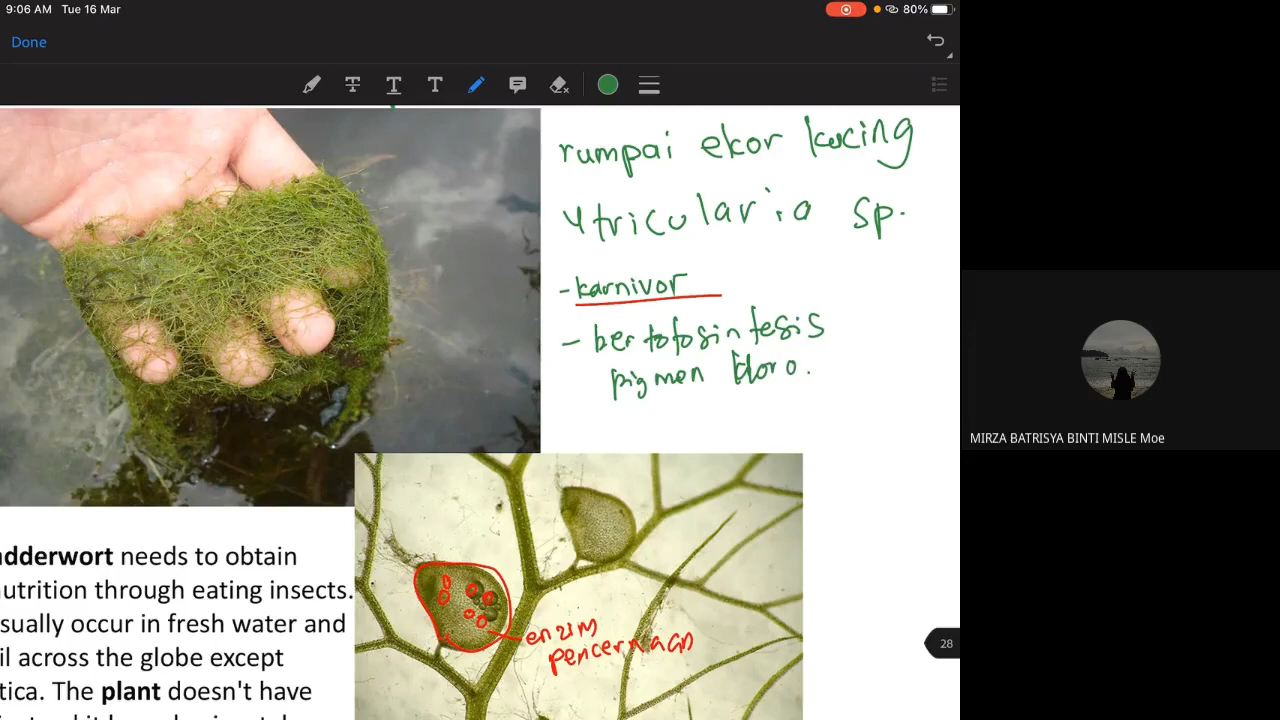 9:06 AM Tue 16 Mar
80%
Done
T T T
rumpai ekor kucing
Utricularia sp.
- karnivor
- berfotosintesis
pigmen kloro.
MIRZA BATRISYA BINTI MISLE Moe
adderwort needs to obtain
nutrition through eating insects.
sually occur in fresh water and
il across the globe except
tica. The plant doesn't have
enzim
pencernaan
28